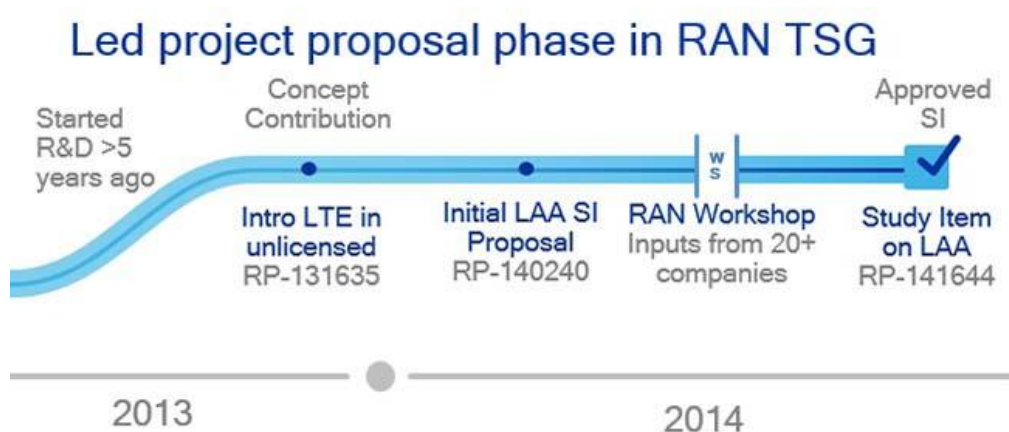 Led project proposal phase in RAN TSG
Started
R&D >5
years ago
Concept
Contribution
Intro LTE in
unlicensed
RP-131635
Initial LAA SI
Proposal
RP-140240
W
S
RAN Workshop
Inputs from 20+
companies
Approved
SI
Study Item
on LAA
RP-141644
2013
2014